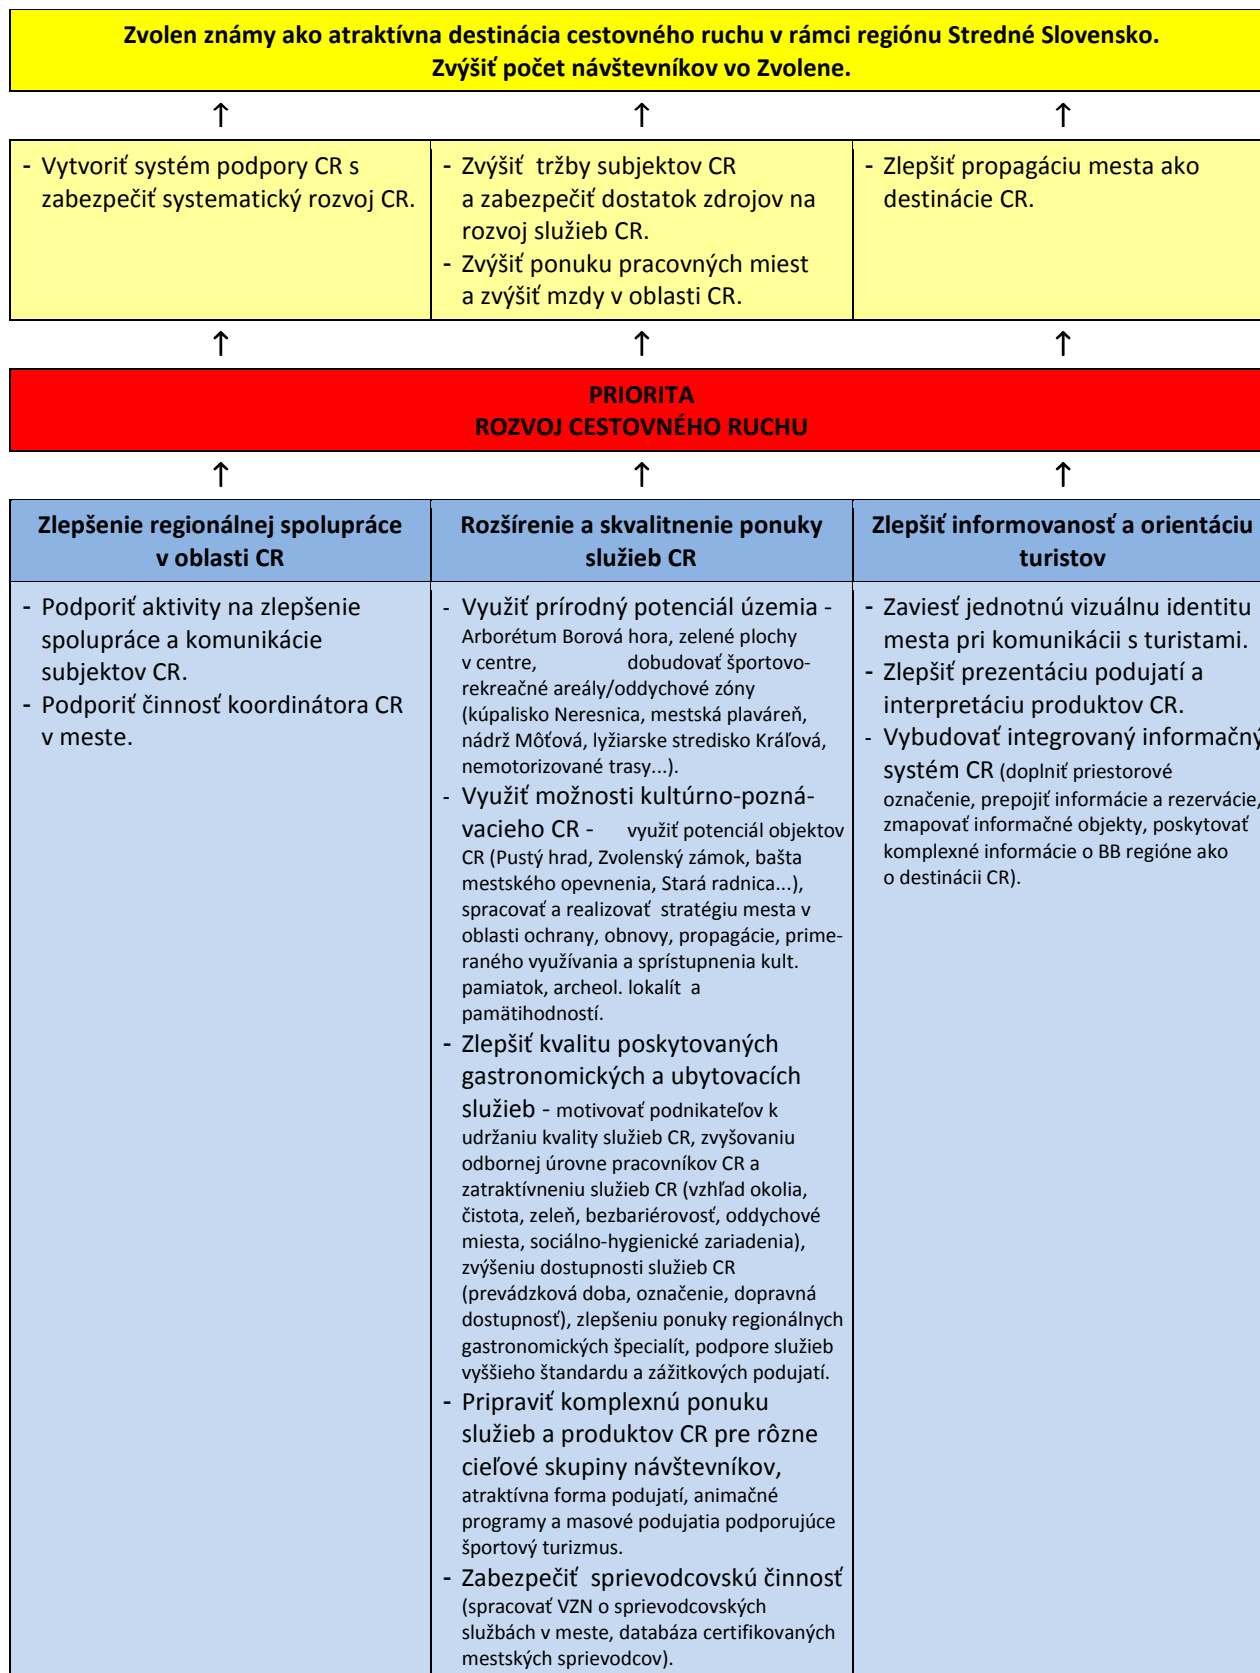 Zvolen známy ako atraktívna destinácia cestovného ruchu v rámci regiónu Stredné Slovensko.
Zvýšiť počet návštevníkov vo Zvolene.
↑ ↑ ↑
- Vytvoriť systém podpory CR s
zabezpečiť systematický rozvoj CR.
- Zvýšiť tržby subjektov CR
a zabezpečiť dostatok zdrojov na
rozvoj služieb CR.
- Zvýšiť ponuku pracovných miest
a zvýšiť mzdy v oblasti CR.
- Zlepšiť propagáciu mesta ako
destinácie CR.
↑ ↑ ↑
PRIORITA
ROZVOJ CESTOVNÉHO RUCHU
↑ ↑ ↑
Zlepšenie regionálnej spolupráce
v oblasti CR
- Podporiť aktivity na zlepšenie
spolupráce a komunikácie
subjektov CR.
- Podporiť činnosť koordinátora CR
v meste.
Rozšírenie a skvalitnenie ponuky
služieb CR
- Využiť prírodný potenciál územia -
Arborétum Borová hora, zelené plochy
v centre, dobudovať športovo-
rekreačné areály/oddychové zóny
(kúpalisko Neresnica, mestská plaváreň,
nádrž Môťová, lyžiarske stredisko Kráľová,
nemotorizované trasy...).
- Využiť možnosti kultúrno-pozná-
vacieho CR - využiť potenciál objektov
CR (Pustý hrad, Zvolenský zámok, bašta
mestského opevnenia, Stará radnica...),
spracovať a realizovať stratégiu mesta v
oblasti ochrany, obnovy, propagácie, prime-
raného využívania a sprístupnenia kult.
pamiatok, archeol. lokalít a
pamätihodností.
- Zlepšiť kvalitu poskytovaných
gastronomických a ubytovacích
služieb - motivovať podnikateľov k
udržaniu kvality služieb CR, zvyšovaniu
odbornej úrovne pracovníkov CR a
zatraktívneniu služieb CR (vzhľad okolia,
čistota, zeleň, bezbariérovosť, oddychové
miesta, sociálno-hygienické zariadenia),
zvýšeniu dostupnosti služieb CR
(prevádzková doba, označenie, dopravná
dostupnosť), zlepšeniu ponuky regionálnych
gastronomických špecialít, podpore služieb
vyššieho štandardu a zážitkových podujatí.
- Pripraviť komplexnú ponuku
služieb a produktov CR pre rôzne
cieľové skupiny návštevníkov,
atraktívna forma podujatí, animačné
programy a masové podujatia podporujúce
športový turizmus.
- Zabezpečiť sprievodcovskú činnosť
(spracovať VZN o sprievodcovských
službách v meste, databáza certifikovaných
mestských sprievodcov).
Zlepšiť informovanosť a orientáciu
turistov
- Zaviesť jednotnú vizuálnu identitu
mesta pri komunikácii s turistami.
- Zlepšiť prezentáciu podujatí a
interpretáciu produktov CR.
- Vybudovať integrovaný informačný
systém CR (doplniť priestorové
označenie, prepojiť informácie a rezervácie,
zmapovať informačné objekty, poskytovať
komplexné informácie o BB regióne ako
o destinácii CR).